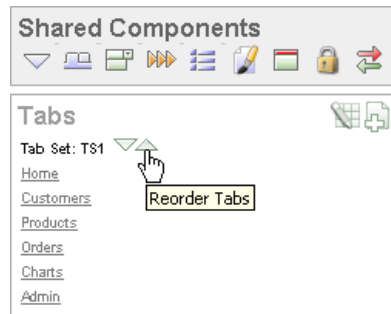 Shared Components
Tabs
Tab Set: TS1
Reorder Tabs
Home
Customers
Products
Orders
Charts
Admin